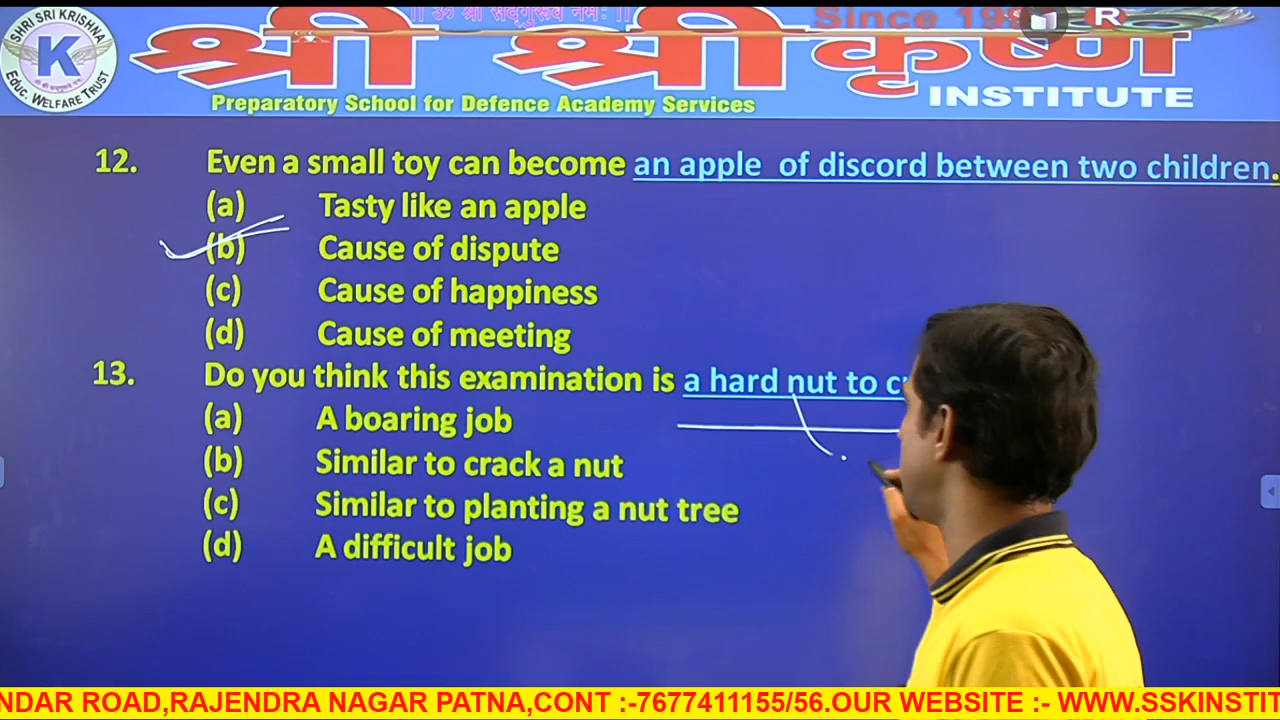 ॥ ॐ श्री सद्गुरूवे नमः ॥
Since 199
R
SHRI SRI KRISHNA
K
Educ. WELFARE TRUST
श्री श्री कृष्ण
INSTITUTE
Preparatory School for Defence Academy Services
12. Even a small toy can become an apple of discord between two children.
(a) Tasty like an apple
(b) Cause of dispute
(c) Cause of happiness
(d) Cause of meeting
13. Do you think this examination is a hard nut to
(a) A boaring job
(b) Similar to crack a nut
(c) Similar to planting a nut tree
(d) A difficult job
NDAR ROAD,RAJENDRA NAGAR PATNA,CONT :-7677411155/56.OUR WEBSITE :- WWW.SSKINSTIT